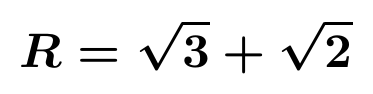 R = √3 + √2